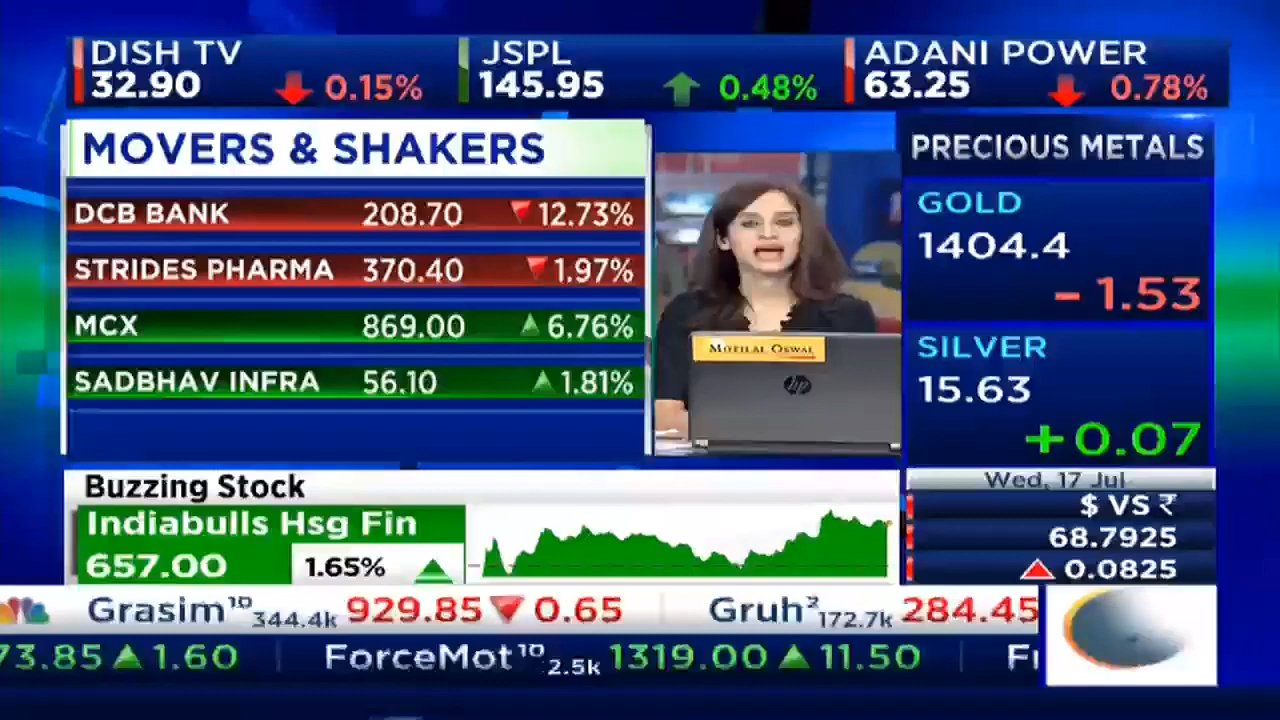 DISH TV
32.90 0.15%
JSPL
145.95 0.48%
ADANI POWER
63.25 0.78%
MOVERS & SHAKERS
DCB BANK 208.70 12.73%
STRIDES PHARMA 370.40 1.97%
MCX 869.00 6.76%
SADBHAV INFRA 56.10 1.81%
MOTILAL OSWAL
hp
PRECIOUS METALS
GOLD
1404.4
- 1.53
SILVER
15.63
+0.07
Wed, 17 Jul
$ VS ₹
68.7925
0.0825
Buzzing Stock
Indiabulls Hsg Fin
657.00 1.65%
Grasim¹⁰ 344.4k 929.85 0.65 Gruh² 172.7k 284.45
73.85 1.60 ForceMot¹⁰ 2.5k 1319.00 11.50